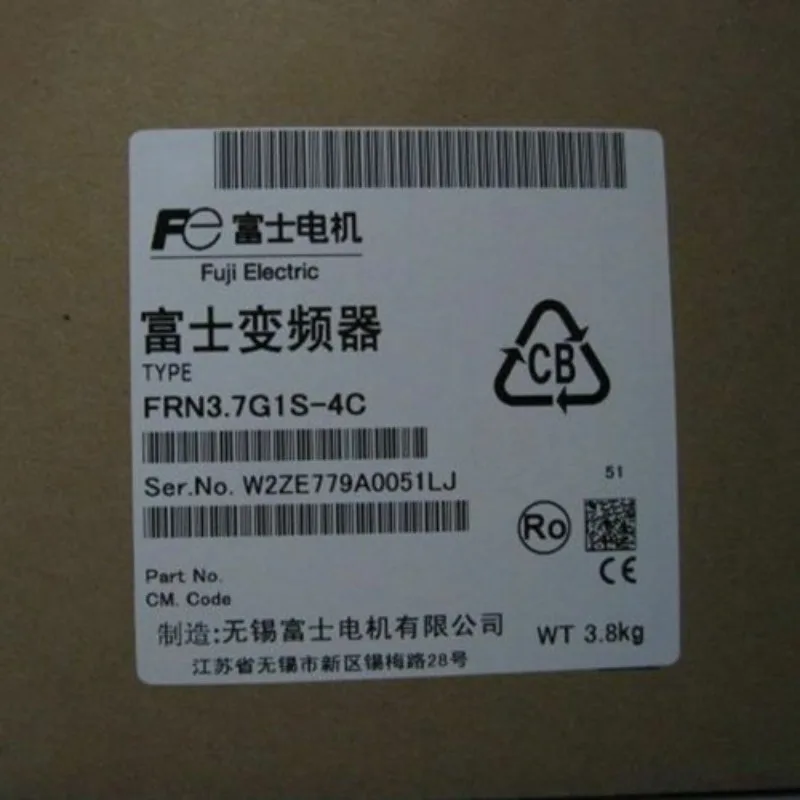 Fe 富士电机
Fuji Electric
富士变频器
TYPE
FRN3.7G1S-4C
CB
Ser.No. W2ZE779A0051LJ
51
Ro
Part No.
CM. Code
CE
制造:无锡富士电机有限公司
WT 3.8kg
江苏省无锡市新区锡梅路28号